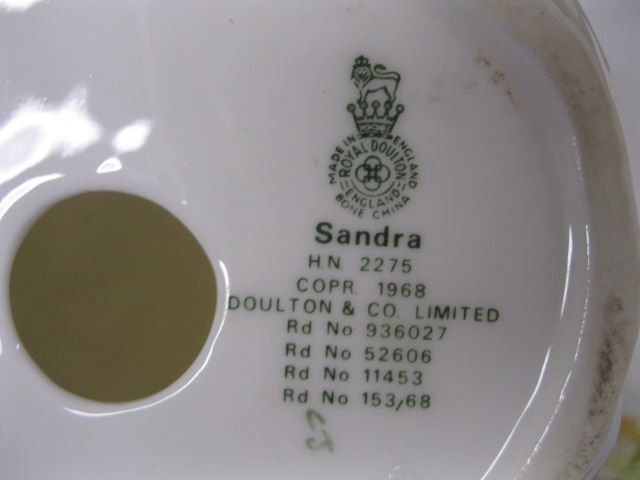 MADE IN ENGLAND
ROYAL DOULTON
ENGLAND
BONE CHINA
Sandra
H.N. 2275
COPR. 1968
DOULTON & CO. LIMITED
Rd No 936027
Rd No 52606
Rd No 11453
Rd No 153/68